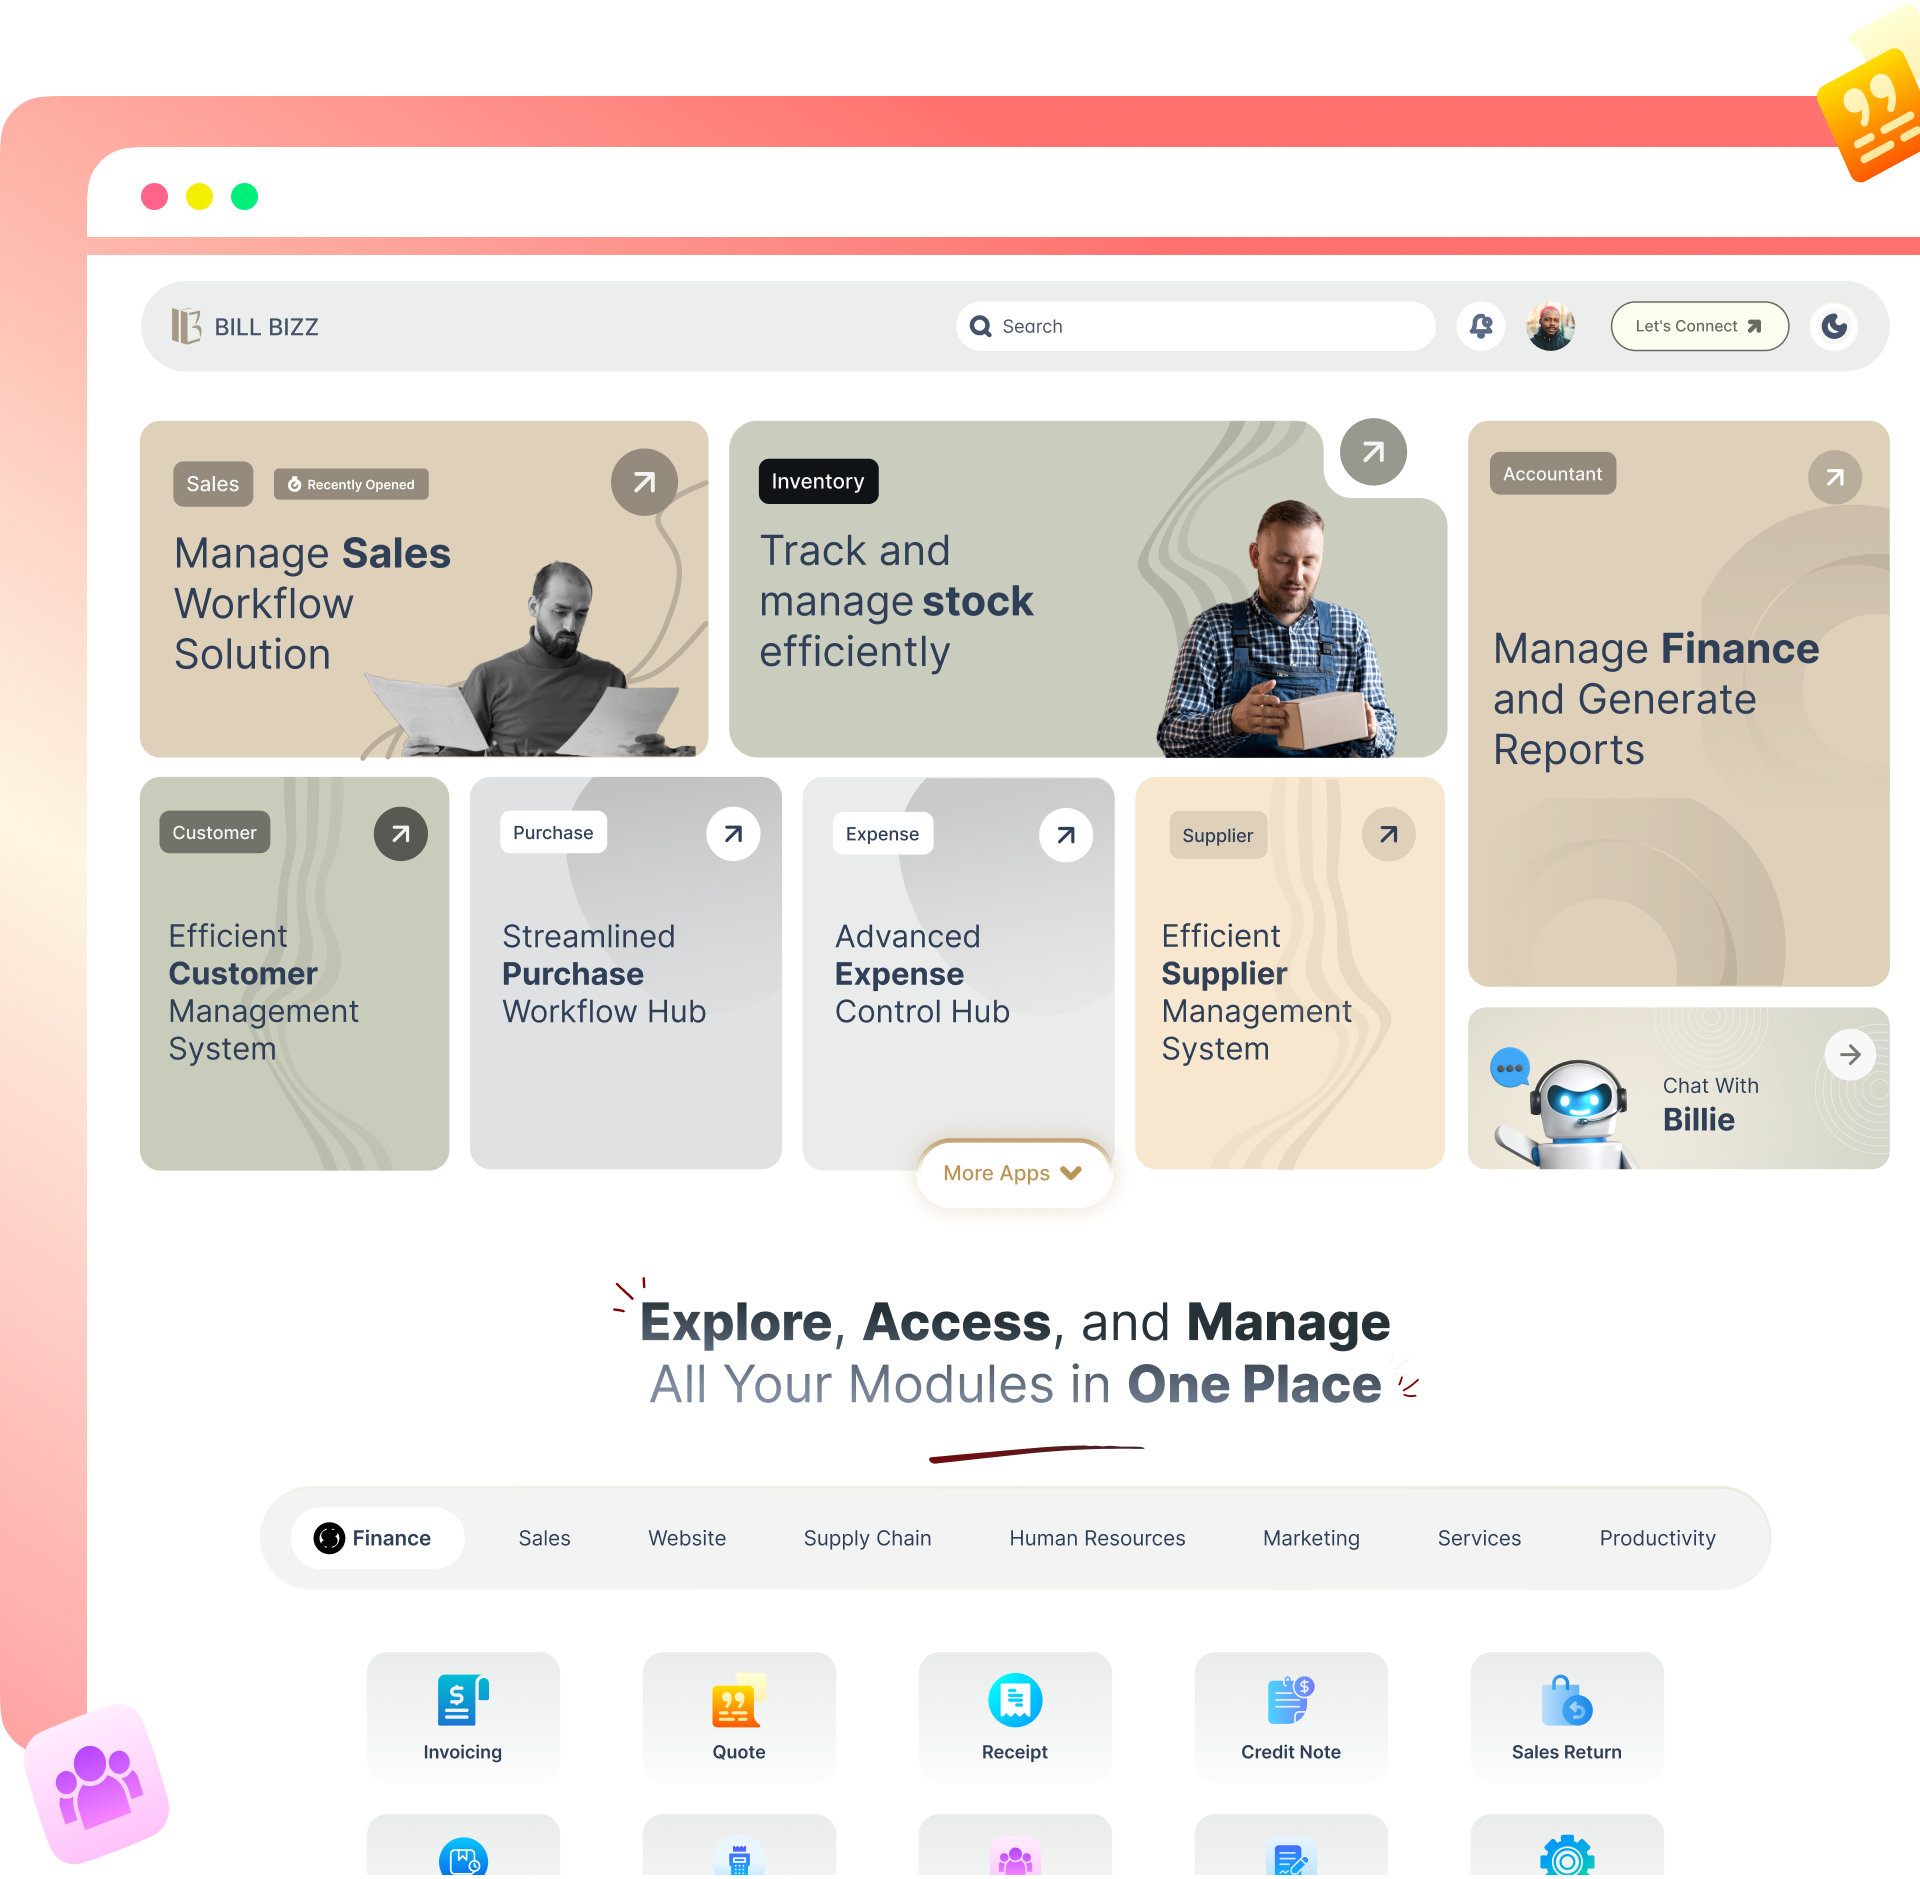 BILL BIZZ
Search
Let's Connect
Sales
Recently Opened
Manage Sales
Workflow
Solution
Inventory
Track and
manage stock
efficiently
Accountant
Manage Finance
and Generate
Reports
Customer
Efficient
Customer
Management
System
Purchase
Streamlined
Purchase
Workflow Hub
Expense
Advanced
Expense
Control Hub
Supplier
Efficient
Supplier
Management
System
Chat With
Billie
More Apps
Explore, Access, and Manage
All Your Modules in One Place
Finance
Sales
Website
Supply Chain
Human Resources
Marketing
Services
Productivity
Invoicing
Quote
Receipt
Credit Note
Sales Return